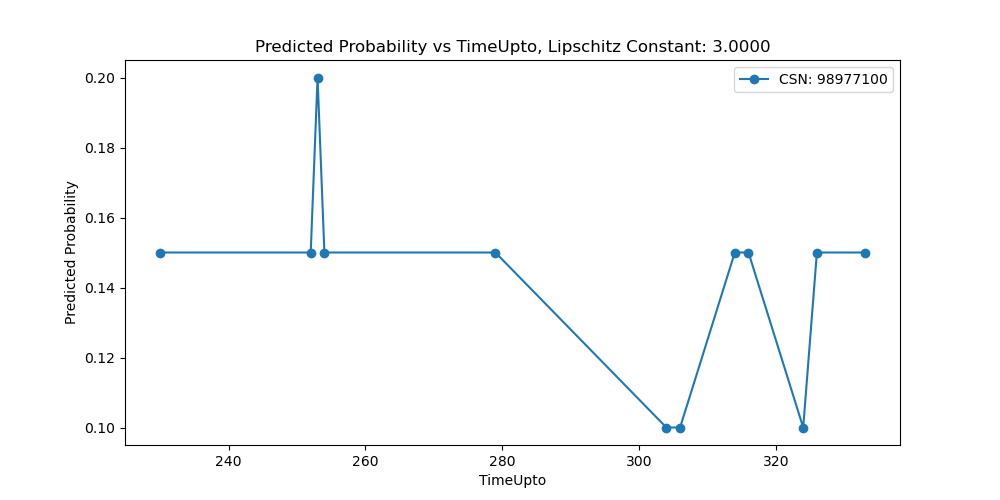 Predicted Probability vs TimeUpto, Lipschitz Constant: 3.0000
CSN: 98977100
Predicted Probability
0.20
0.18
0.16
0.14
0.12
0.10
240
260
280
300
320
TimeUpto